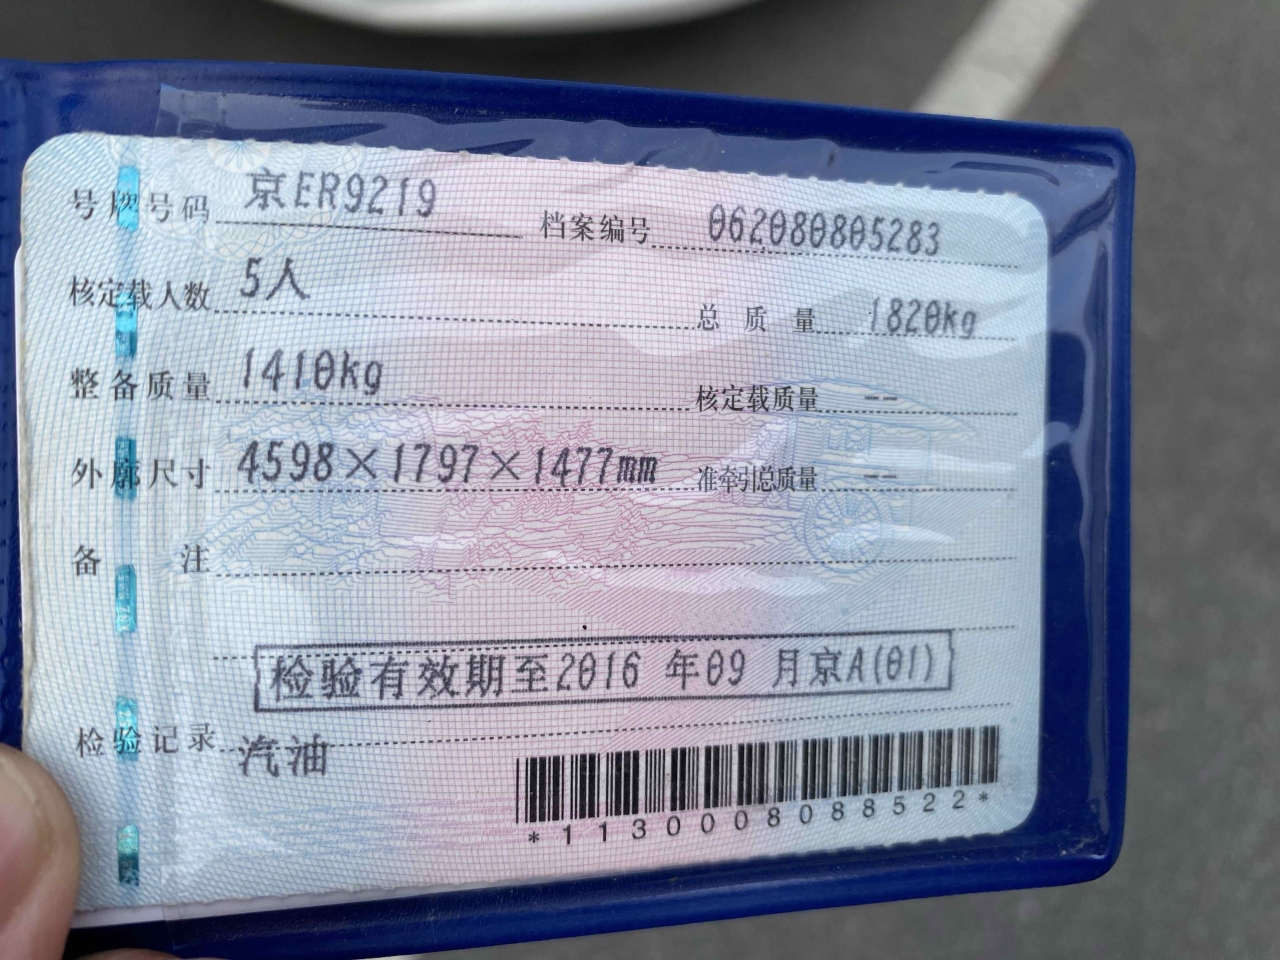 号牌号码 京ER9219 档案编号 062080805283
核定载人数 5人 总质量 1820kg
整备质量 1410kg 核定载质量 --
外廓尺寸 4598×1797×1477mm 准牵引总质量 --
备注
检验有效期至2016 年09 月京A(01)
检验记录 汽油
*1130008088522*